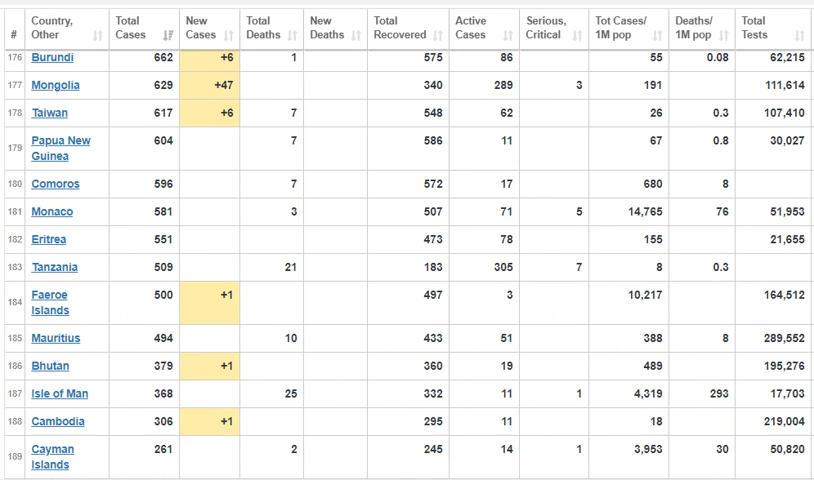 # Country, Other Total Cases New Cases Total Deaths New Deaths Total Recovered Active Cases Serious, Critical Tot Cases/ 1M pop Deaths/ 1M pop Total Tests
176 Burundi 662 +6 1 575 86 55 0.08 62,215
177 Mongolia 629 +47 340 289 3 191 111,614
178 Taiwan 617 +6 7 548 62 26 0.3 107,410
179 Papua New Guinea 604 7 586 11 67 0.8 30,027
180 Comoros 596 7 572 17 680 8
181 Monaco 581 3 507 71 5 14,765 76 51,953
182 Eritrea 551 473 78 155 21,655
183 Tanzania 509 21 183 305 7 8 0.3
184 Faeroe Islands 500 +1 497 3 10,217 164,512
185 Mauritius 494 10 433 51 388 8 289,552
186 Bhutan 379 +1 360 19 489 195,276
187 Isle of Man 368 25 332 11 1 4,319 293 17,703
188 Cambodia 306 +1 295 11 18 219,004
189 Cayman Islands 261 2 245 14 1 3,953 30 50,820